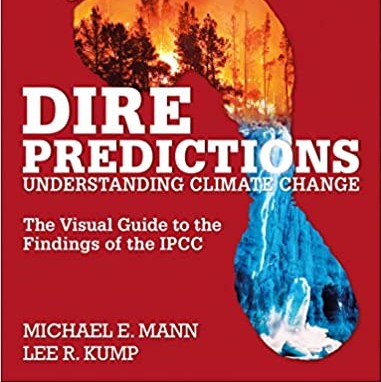 DIRE
PREDICTIONS
UNDERSTANDING CLIMATE CHANGE
The Visual Guide to the
Findings of the IPCC
MICHAEL E. MANN
LEE R. KUMP